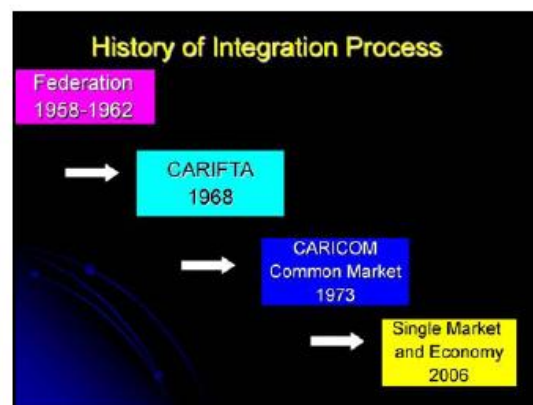 History of Integration Process
Federation
1958-1962
CARIFTA
1968
CARICOM
Common Market
1973
Single Market
and Economy
2006